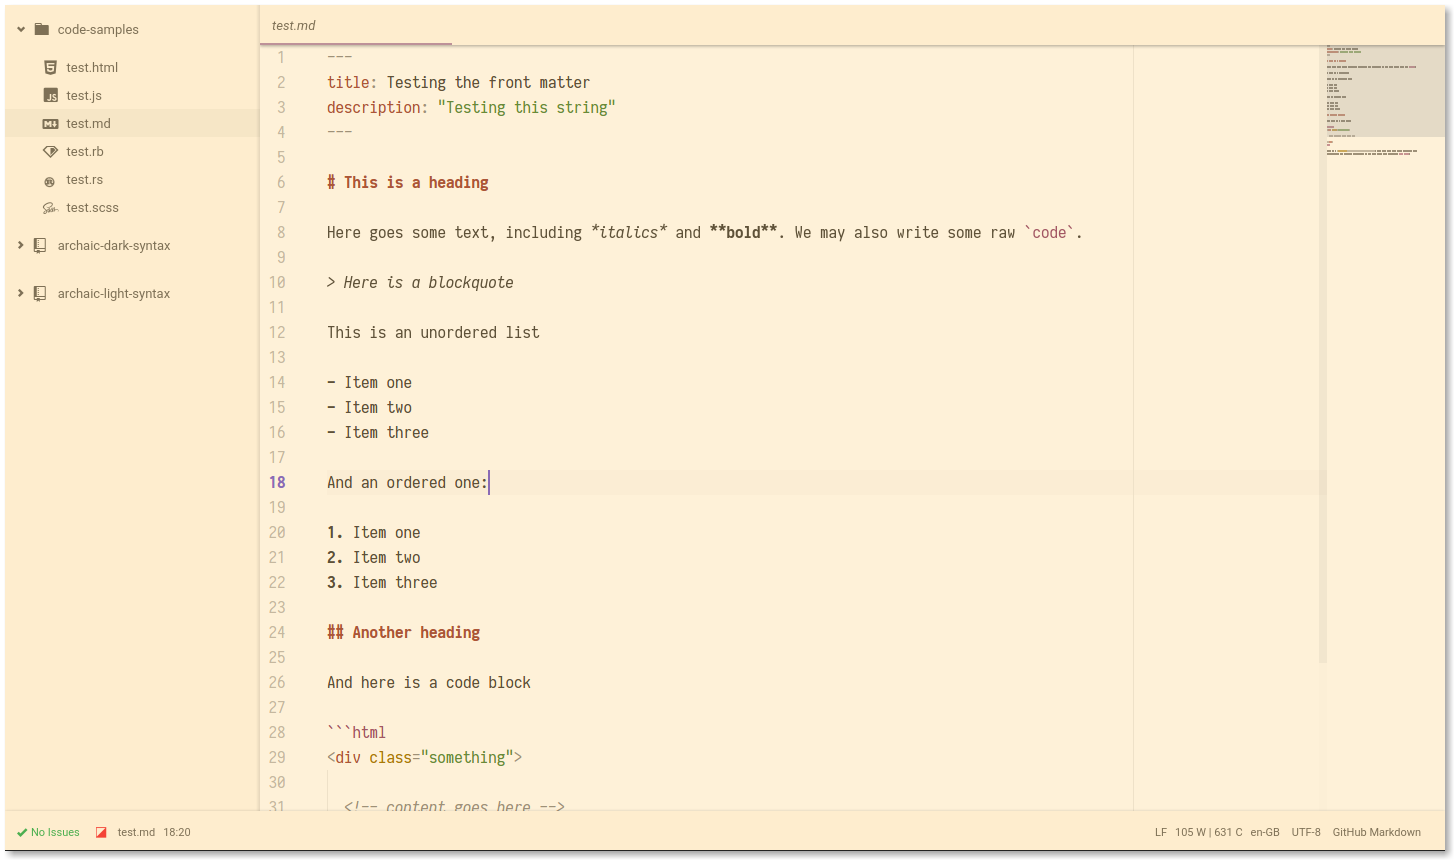 code-samples
test.html
test.js
test.md
test.rb
test.rs
test.scss
archaic-dark-syntax
archaic-light-syntax
test.md
1 ---
2 title: Testing the front matter
3 description: "Testing this string"
4 ---
5
6 # This is a heading
7
8 Here goes some text, including *italics* and **bold**. We may also write some raw `code`.
9
10 > Here is a blockquote
11
12 This is an unordered list
13
14 - Item one
15 - Item two
16 - Item three
17
18 And an ordered one:
19
20 1. Item one
21 2. Item two
22 3. Item three
23
24 ## Another heading
25
26 And here is a code block
27
28 ```html
29 <div class="something">
30
31 <!-- content goes here -->
No Issues test.md 18:20 LF 105 W | 631 C en-GB UTF-8 GitHub Markdown